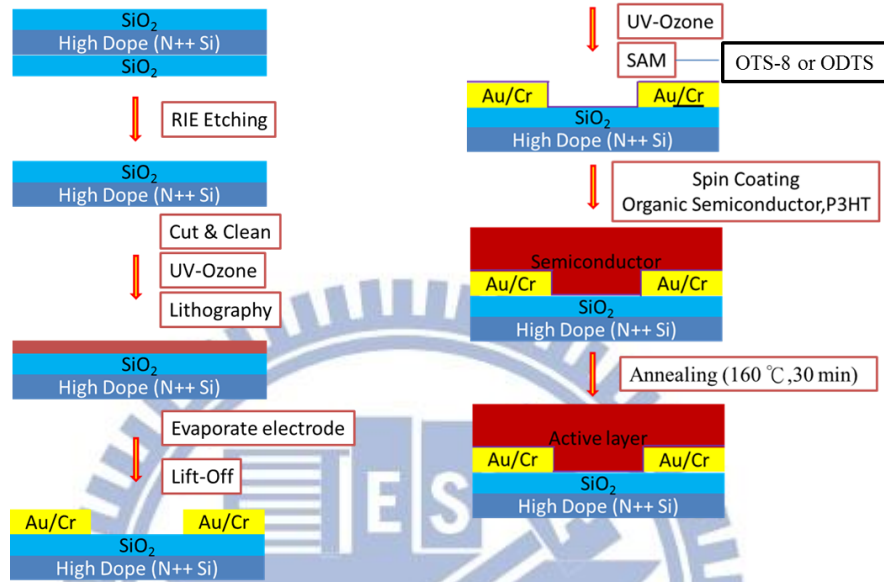 SiO₂
High Dope (N++ Si)
SiO₂
RIE Etching
SiO₂
High Dope (N++ Si)
Cut & Clean
UV-Ozone
Lithography
SiO₂
High Dope (N++ Si)
Evaporate electrode
Lift-Off
Au/Cr Au/Cr
SiO₂
High Dope (N++ Si)
UV-Ozone
SAM OTS-8 or ODTS
Au/Cr Au/Cr
SiO₂
High Dope (N++ Si)
Spin Coating
Organic Semiconductor,P3HT
Semiconductor
Au/Cr Au/Cr
SiO₂
High Dope (N++ Si)
Annealing (160 ℃,30 min)
Active layer
Au/Cr Au/Cr
SiO₂
High Dope (N++ Si)
ES